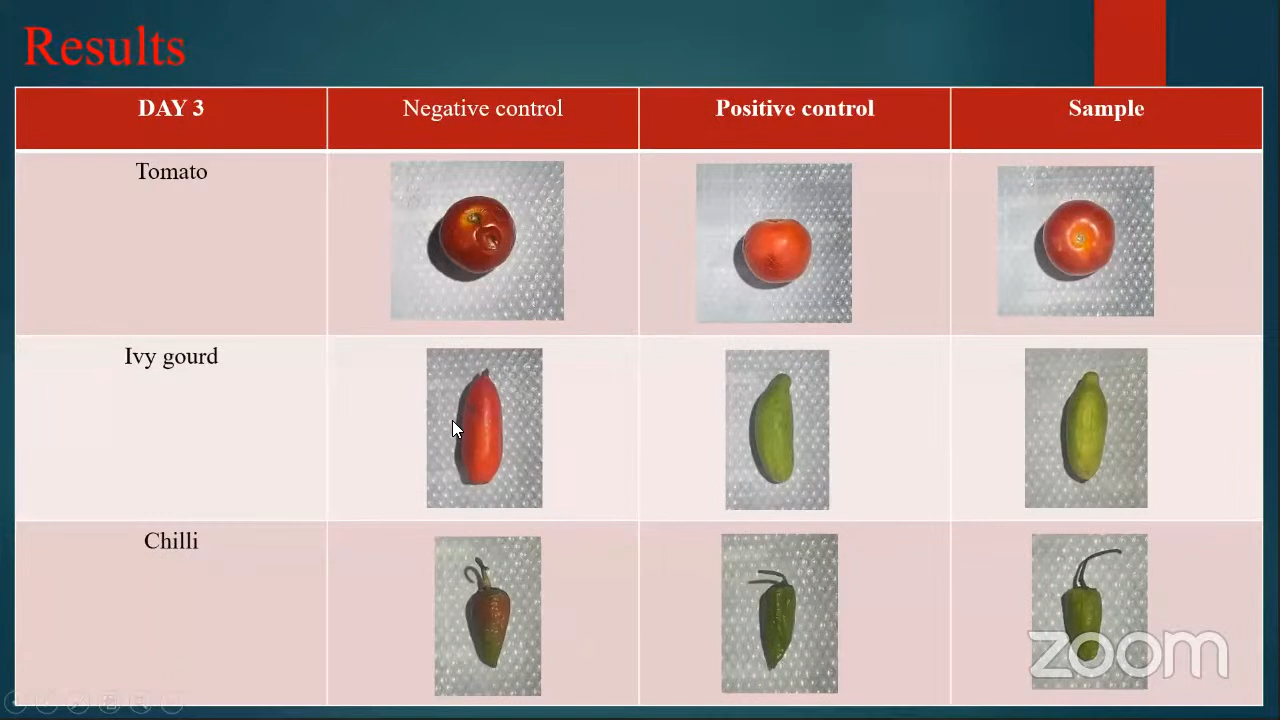 Results
DAY 3 Negative control Positive control Sample
Tomato
Ivy gourd
Chilli
zoom